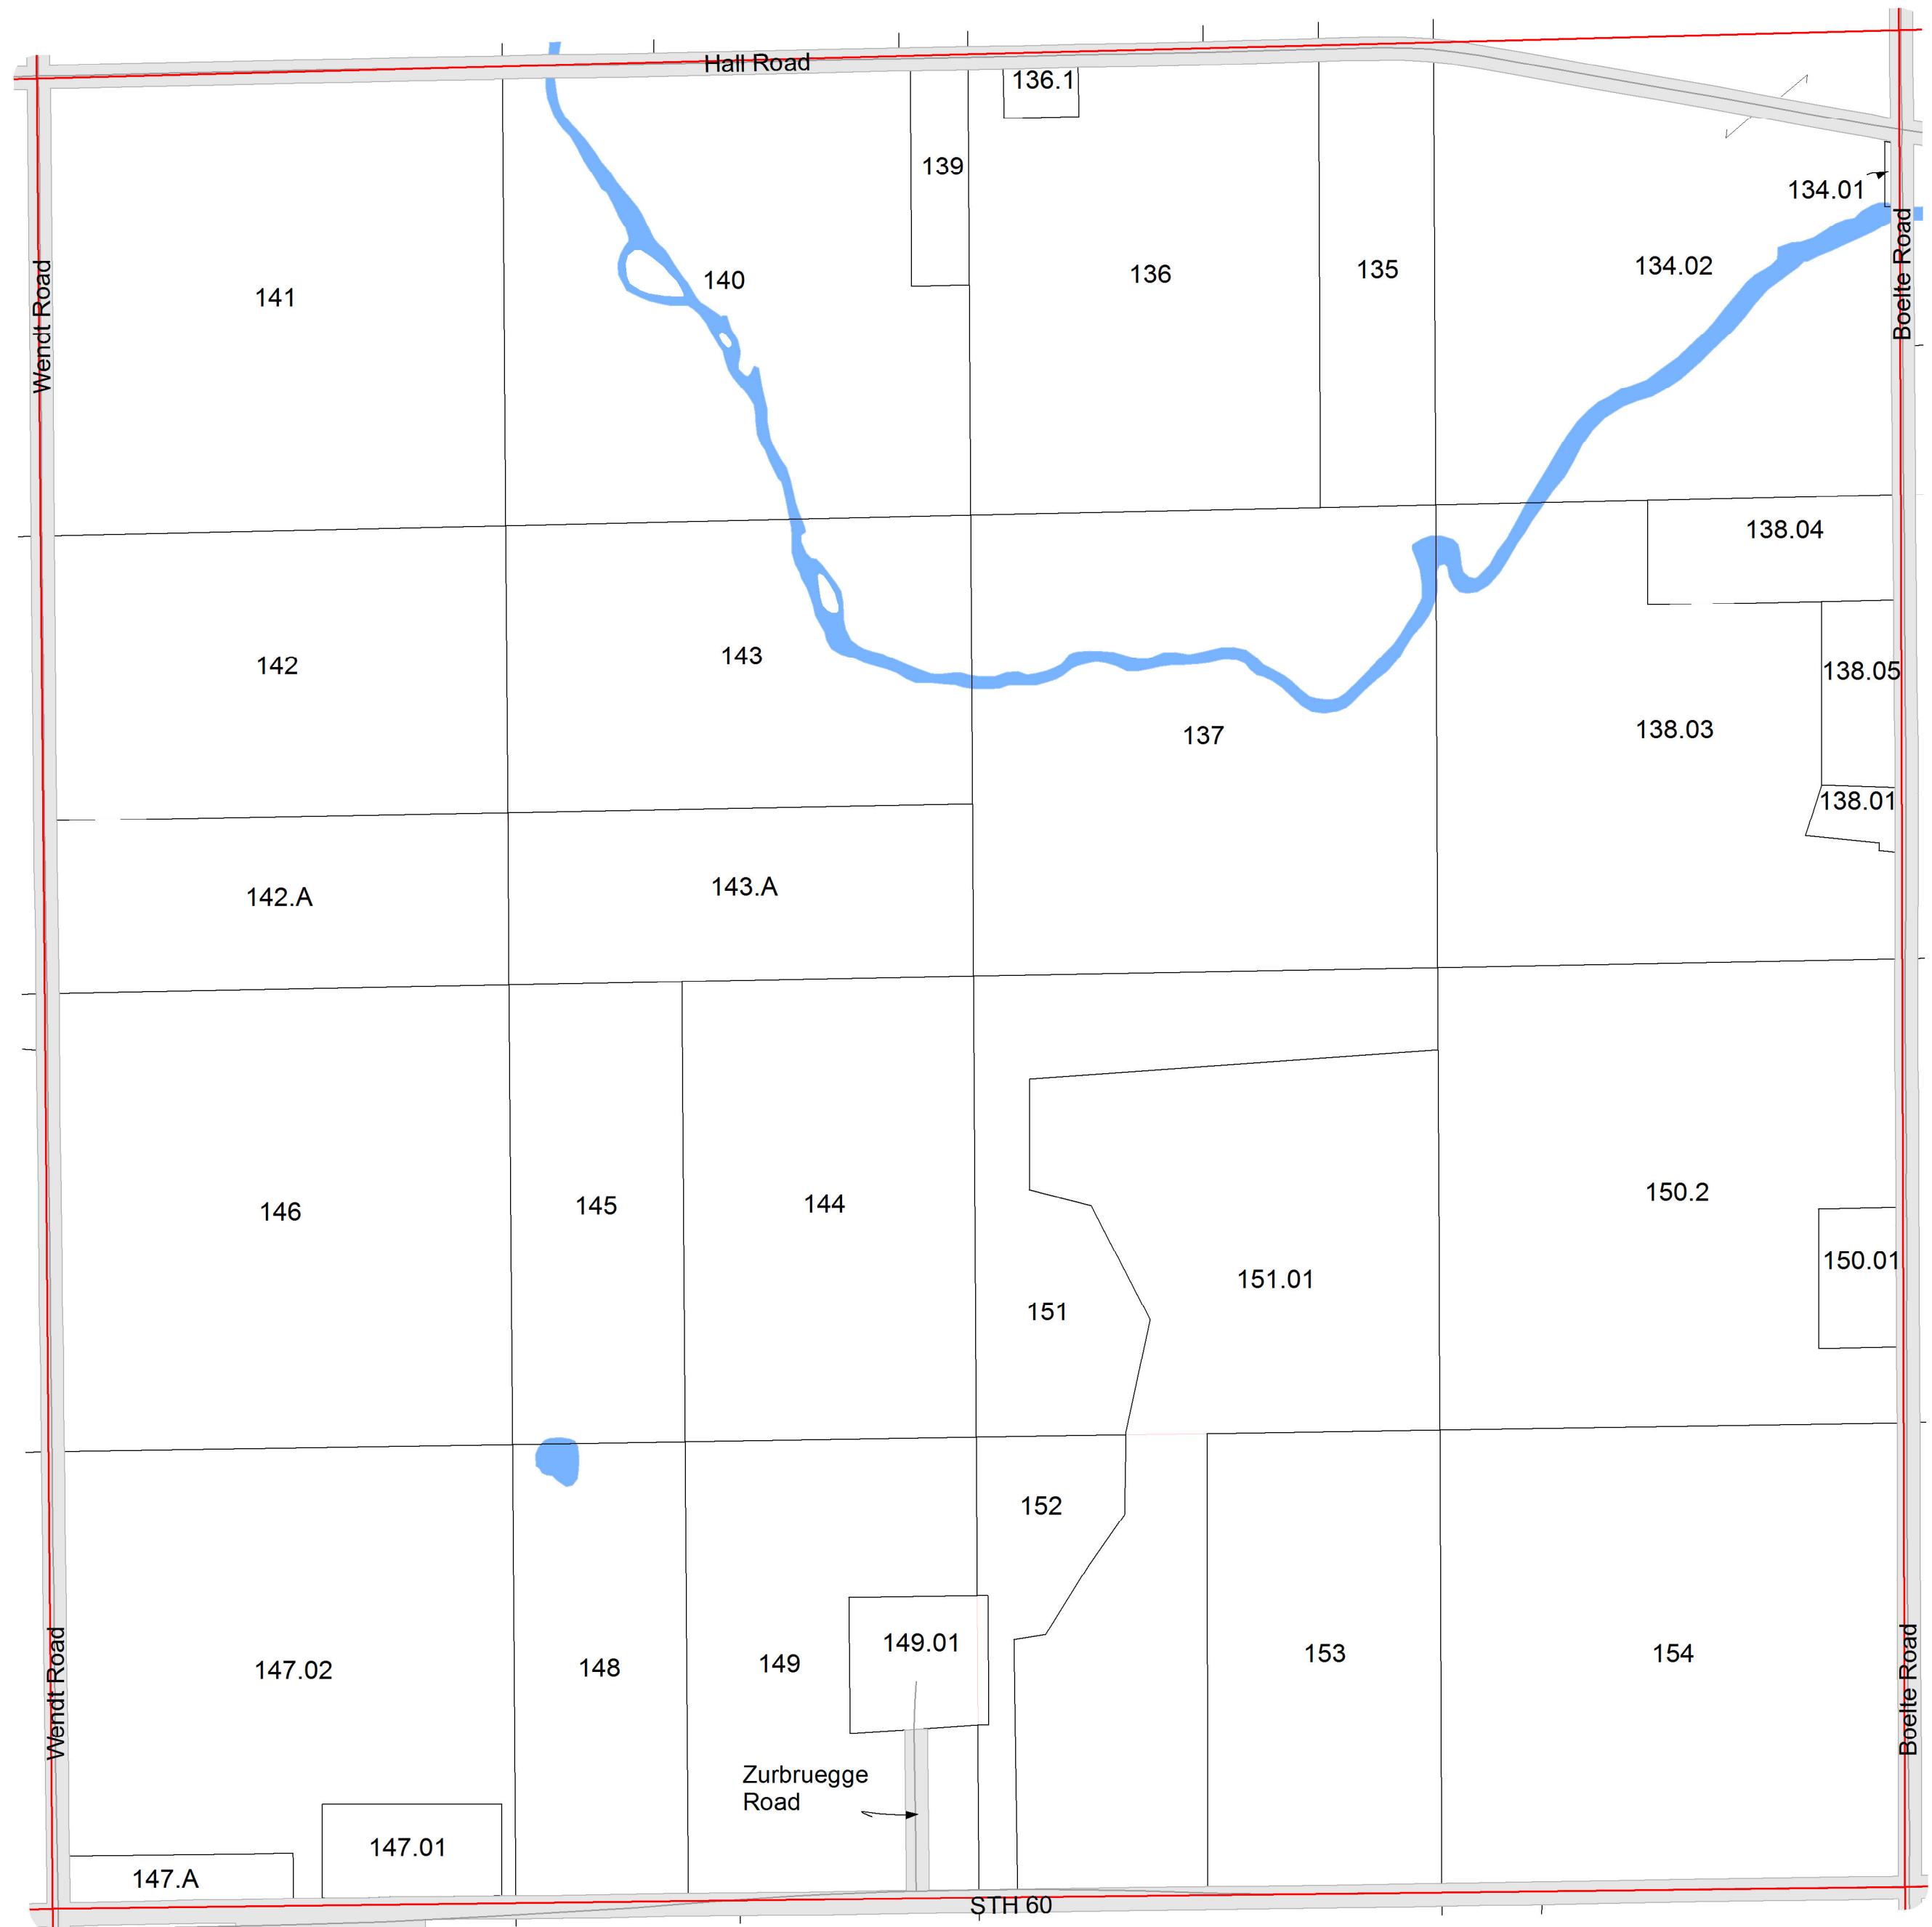 Hall Road
136.1
139
134.01
Wendt Road
141
140
136
135
134.02
Boelte Road
138.04
142
143
137
138.05
138.03
138.01
142.A
143.A
146
145
144
151
151.01
150.2
150.01
152
147.02
148
149
149.01
153
154
Wendt Road
Boelte Road
Zurbruegge
Road
147.01
147.A
STH 60